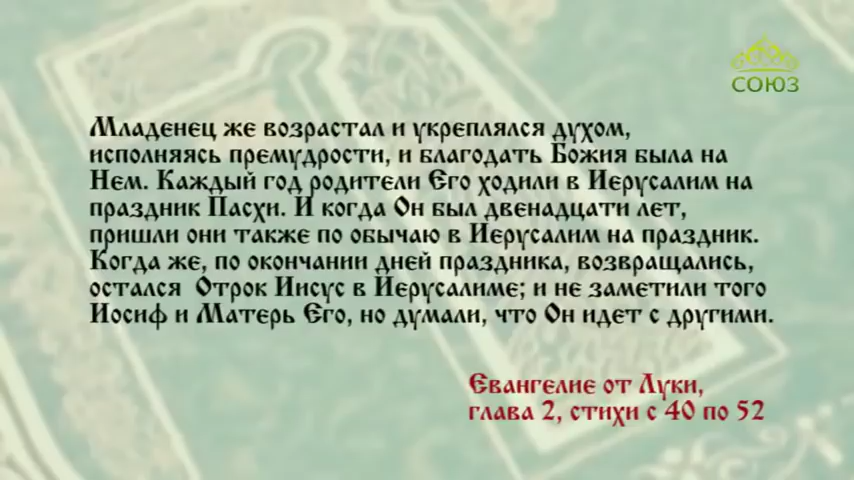 СОЮЗ
Младенец же возрастал и укреплялся духом,
исполняясь премудрости, и благодать Божия была на
Нем. Каждый год родители Его ходили в Иерусалим на
праздник Пасхи. И когда Он был двенадцати лет,
пришли они также по обычаю в Иерусалим на праздник.
Когда же, по окончании дней праздника, возвращались,
остался Отрок Иисус в Иерусалиме; и не заметили того
Иосиф и Матерь Его, но думали, что Он идет с другими.
Евангелие от Луки,
глава 2, стихи с 40 по 52